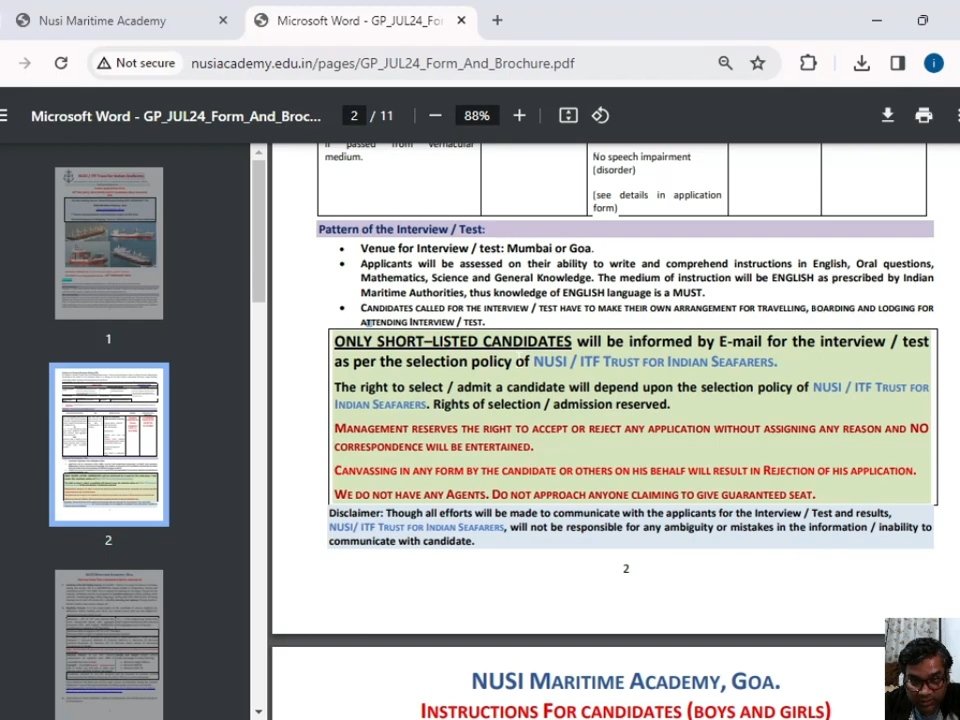 Nusi Maritime Academy
Microsoft Word - GP_JUL24_For
Not secure
nusiacademy.edu.in/pages/GP_JUL24_Form_And_Brochure.pdf
Microsoft Word - GP_JUL24_Form_And_Broc...
2 / 11
88%
if passed from vernacular
medium.
No speech impairment
(disorder)
(see details in application
form)
Pattern of the Interview / Test:
• Venue for Interview / test: Mumbai or Goa.
• Applicants will be assessed on their ability to write and comprehend instructions in English, Oral questions,
Mathematics, Science and General Knowledge. The medium of instruction will be ENGLISH as prescribed by Indian
Maritime Authorities, thus knowledge of ENGLISH language is a MUST.
• CANDIDATES CALLED FOR THE INTERVIEW / TEST HAVE TO MAKE THEIR OWN ARRANGEMENT FOR TRAVELLING, BOARDING AND LODGING FOR
ATTENDING INTERVIEW / TEST.
ONLY SHORT–LISTED CANDIDATES will be informed by E-mail for the interview / test
as per the selection policy of NUSI / ITF TRUST FOR INDIAN SEAFARERS.
The right to select / admit a candidate will depend upon the selection policy of NUSI / ITF TRUST FOR
INDIAN SEAFARERS. Rights of selection / admission reserved.
MANAGEMENT RESERVES THE RIGHT TO ACCEPT OR REJECT ANY APPLICATION WITHOUT ASSIGNING ANY REASON AND NO
CORRESPONDENCE WILL BE ENTERTAINED.
CANVASSING IN ANY FORM BY THE CANDIDATE OR OTHERS ON HIS BEHALF WILL RESULT IN REJECTION OF HIS APPLICATION.
WE DO NOT HAVE ANY AGENTS. DO NOT APPROACH ANYONE CLAIMING TO GIVE GUARANTEED SEAT.
Disclaimer: Though all efforts will be made to communicate with the applicants for the Interview / Test and results,
NUSI/ ITF TRUST FOR INDIAN SEAFARERS, will not be responsible for any ambiguity or mistakes in the information / inability to
communicate with candidate.
2
NUSI MARITIME ACADEMY, GOA.
INSTRUCTIONS FOR CANDIDATES (BOYS AND GIRLS)
1
2